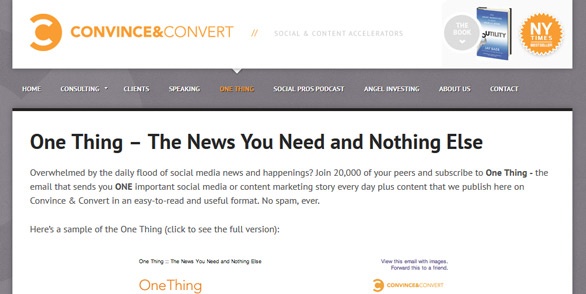 CONVINCE&CONVERT // SOCIAL & CONTENT ACCELERATORS
THE BOOK
YOUTILITY
JAY BAER
NY TIMES
BESTSELLER
HOME CONSULTING CLIENTS SPEAKING ONE THING SOCIAL PROS PODCAST ANGEL INVESTING ABOUT US CONTACT
One Thing – The News You Need and Nothing Else
Overwhelmed by the daily flood of social media news and happenings? Join 20,000 of your peers and subscribe to One Thing - the
email that sends you ONE important social media or content marketing story every day plus content that we publish here on
Convince & Convert in an easy-to-read and useful format. No spam, ever.
Here's a sample of the One Thing (click to see the full version):
One Thing :: The News You Need and Nothing Else
View this email with images.
Forward this to a friend.
OneThing
CONVINCE&CONVERT